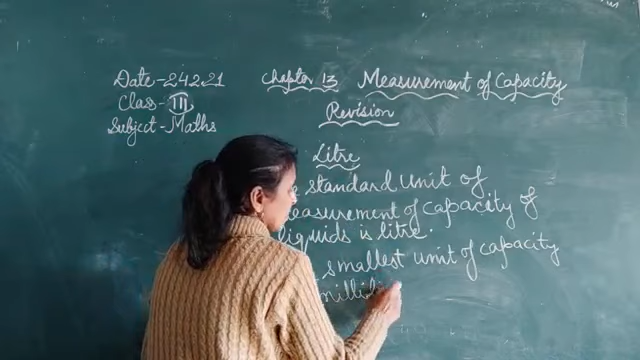 Date-24.2.21
Class-III
Subject-Maths
Chapter 13 Measurement of Capacity
Revision
Litre
standard unit of
measurement of capacity of
liquids is litre.
smallest unit of capacity